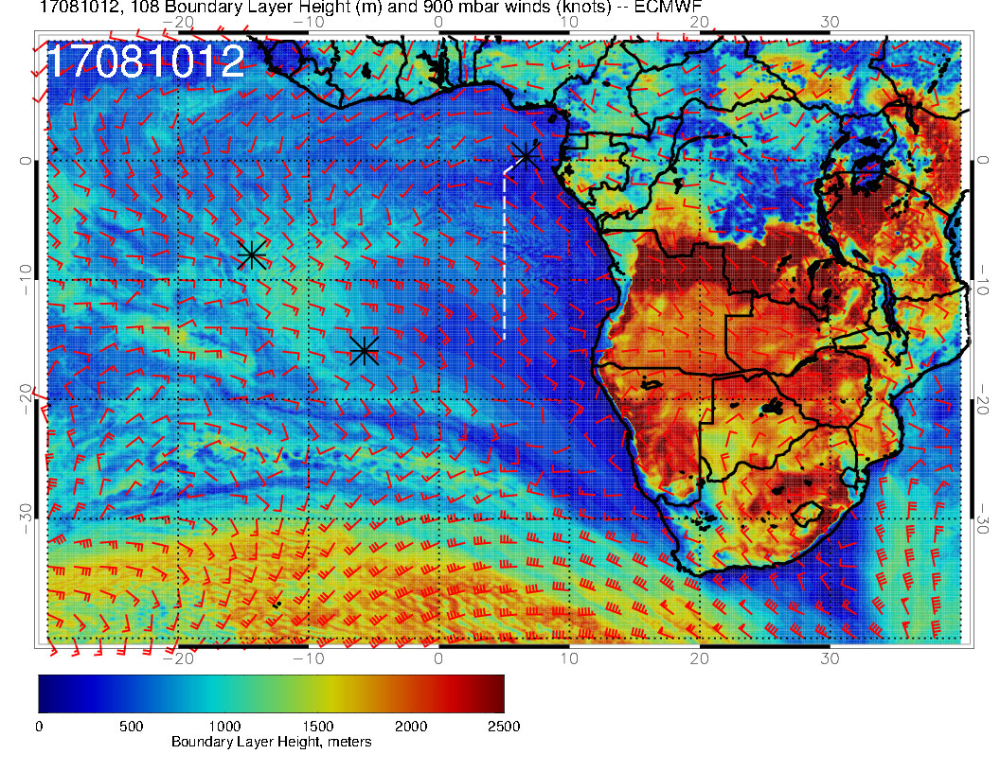 17081012, 108 Boundary Layer Height (m) and 900 mbar winds (knots) -- ECMWF
-20 -10 0 10 20 30
17081012
0 0
-10 -10
-20 -20
-30 -30
-20 -10 0 10 20 30
0 500 1000 1500 2000 2500
Boundary Layer Height, meters